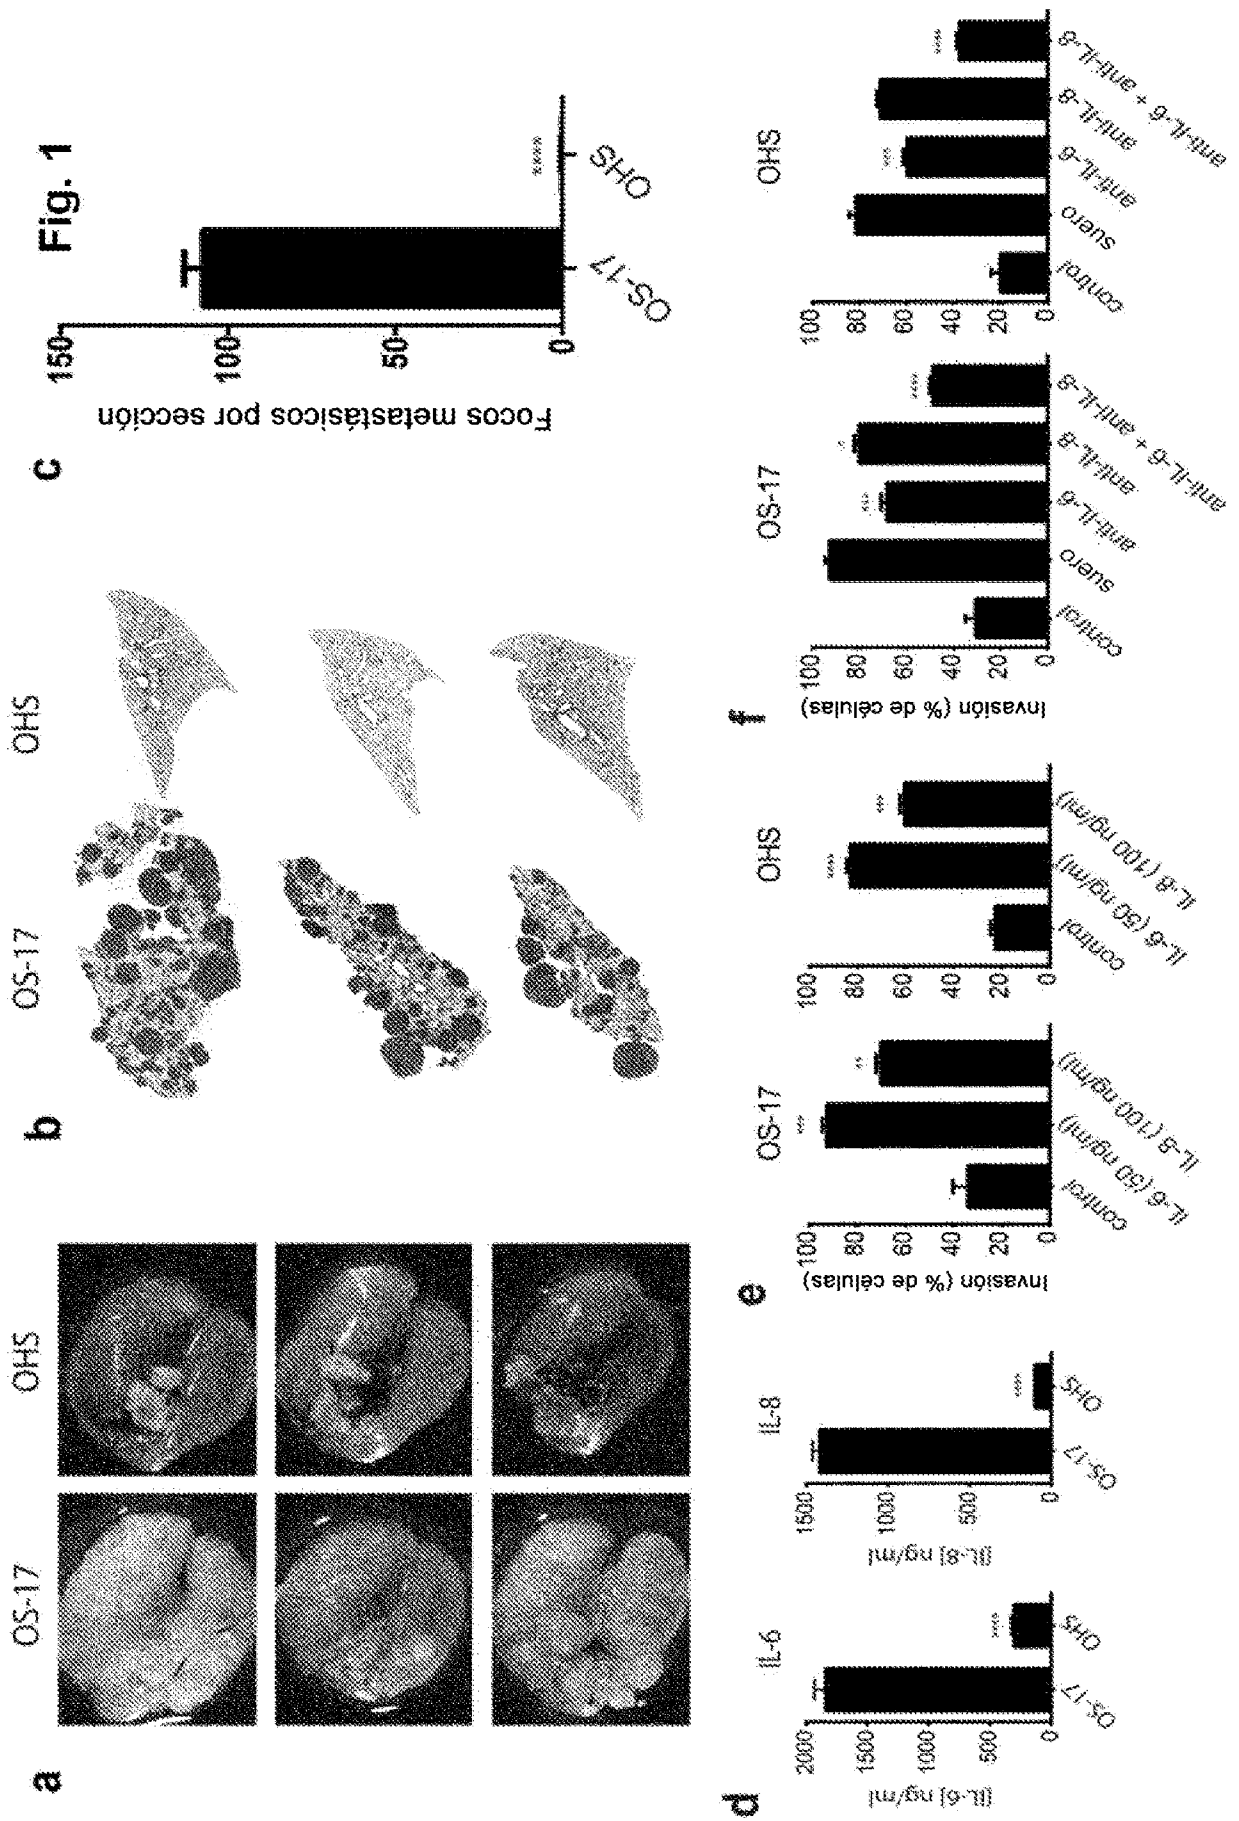 Fig. 1
a
OS-17
OHS
b
OS-17
OHS
c
Focos metastásicos por sección
150
100
50
0
OS-17
OHS
****
d
IL-6
[IL-6] ng/ml
2000
1500
1000
500
0
OS-17
OHS
****
IL-8
[IL-8] ng/ml
1500
1000
500
0
OS-17
OHS
****
e
OS-17
Invasión (% de células)
100
80
60
40
20
0
control
IL-6 (50 ng/ml)
IL-8 (100 ng/ml)
***
**
OHS
100
80
60
40
20
0
control
IL-6 (50 ng/ml)
IL-8 (100 ng/ml)
****
***
f
OS-17
Invasión (% de células)
100
80
60
40
20
0
control
suero
anti-IL-6
anti-IL-8
anti-IL-6 + anti-IL-8
***
*
****
OHS
100
80
60
40
20
0
control
suero
anti-IL-6
anti-IL-8
anti-IL-6 + anti-IL-8
***
****